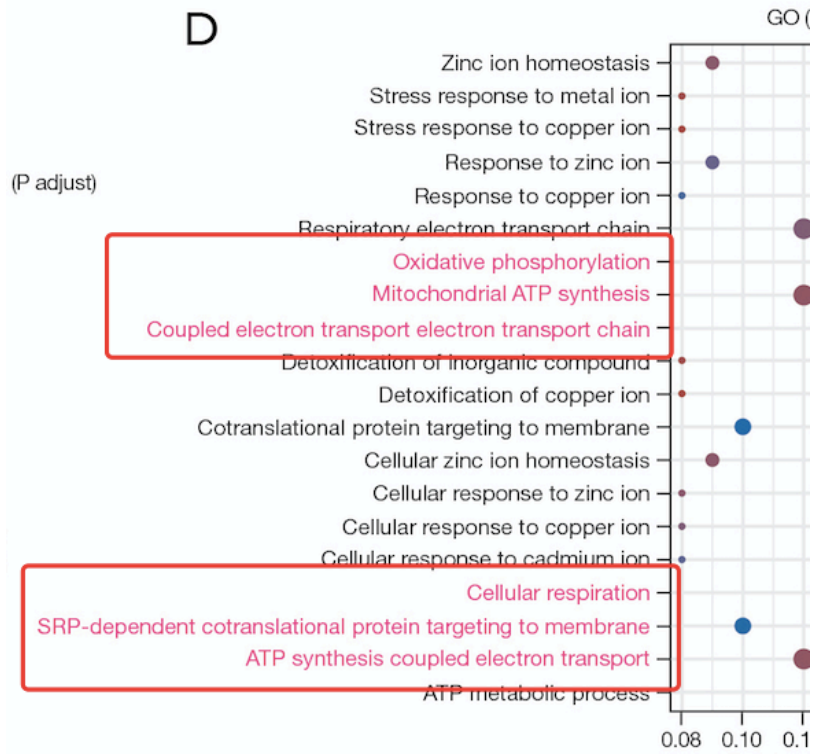 D
GO (
(P adjust)
Zinc ion homeostasis
Stress response to metal ion
Stress response to copper ion
Response to zinc ion
Response to copper ion
Respiratory electron transport chain
Oxidative phosphorylation
Mitochondrial ATP synthesis
Coupled electron transport electron transport chain
Detoxification of inorganic compound
Detoxification of copper ion
Cotranslational protein targeting to membrane
Cellular zinc ion homeostasis
Cellular response to zinc ion
Cellular response to copper ion
Cellular response to cadmium ion
Cellular respiration
SRP-dependent cotranslational protein targeting to membrane
ATP synthesis coupled electron transport
ATP metabolic process
0.08 0.10 0.1